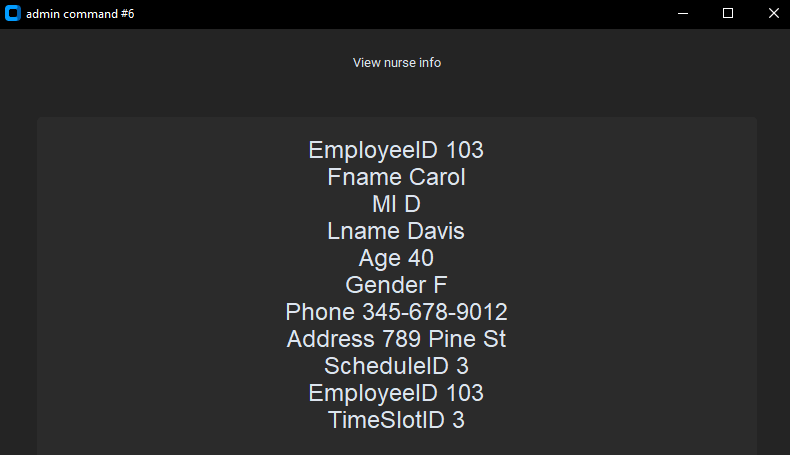 admin command #6
View nurse info
EmployeeID 103
Fname Carol
MI D
Lname Davis
Age 40
Gender F
Phone 345-678-9012
Address 789 Pine St
ScheduleID 3
EmployeeID 103
TimeSlotID 3